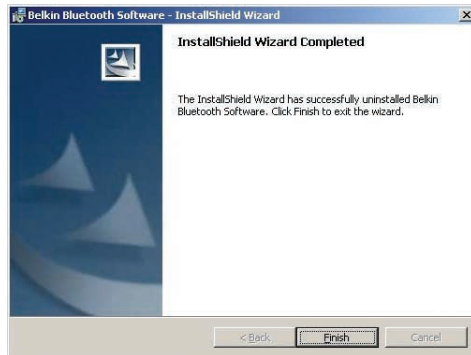 Belkin Bluetooth Software - InstallShield Wizard
InstallShield Wizard Completed
The InstallShield Wizard has successfully uninstalled Belkin
Bluetooth Software. Click Finish to exit the wizard.
< Back Finish Cancel